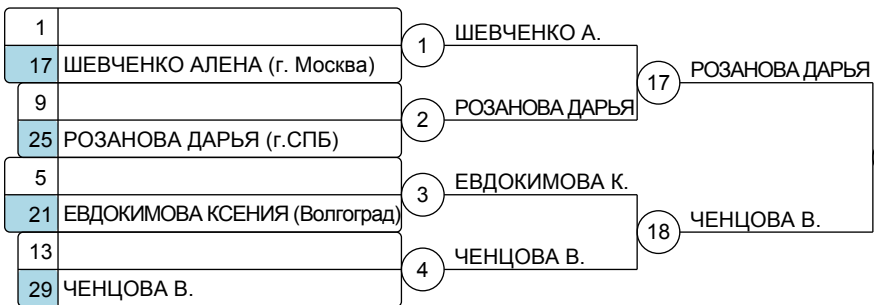 1
17 ШЕВЧЕНКО АЛЕНА (г. Москва)
9
25 РОЗАНОВА ДАРЬЯ (г.СПБ)
5
21 ЕВДОКИМОВА КСЕНИЯ (Волгоград)
13
29 ЧЕНЦОВА В.
1 ШЕВЧЕНКО А.
2 РОЗАНОВА ДАРЬЯ
3 ЕВДОКИМОВА К.
4 ЧЕНЦОВА В.
17 РОЗАНОВА ДАРЬЯ
18 ЧЕНЦОВА В.